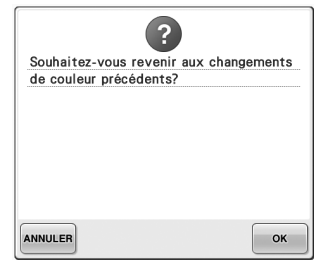 ?
Souhaitez-vous revenir aux changements
de couleur précédents?
ANNULER OK